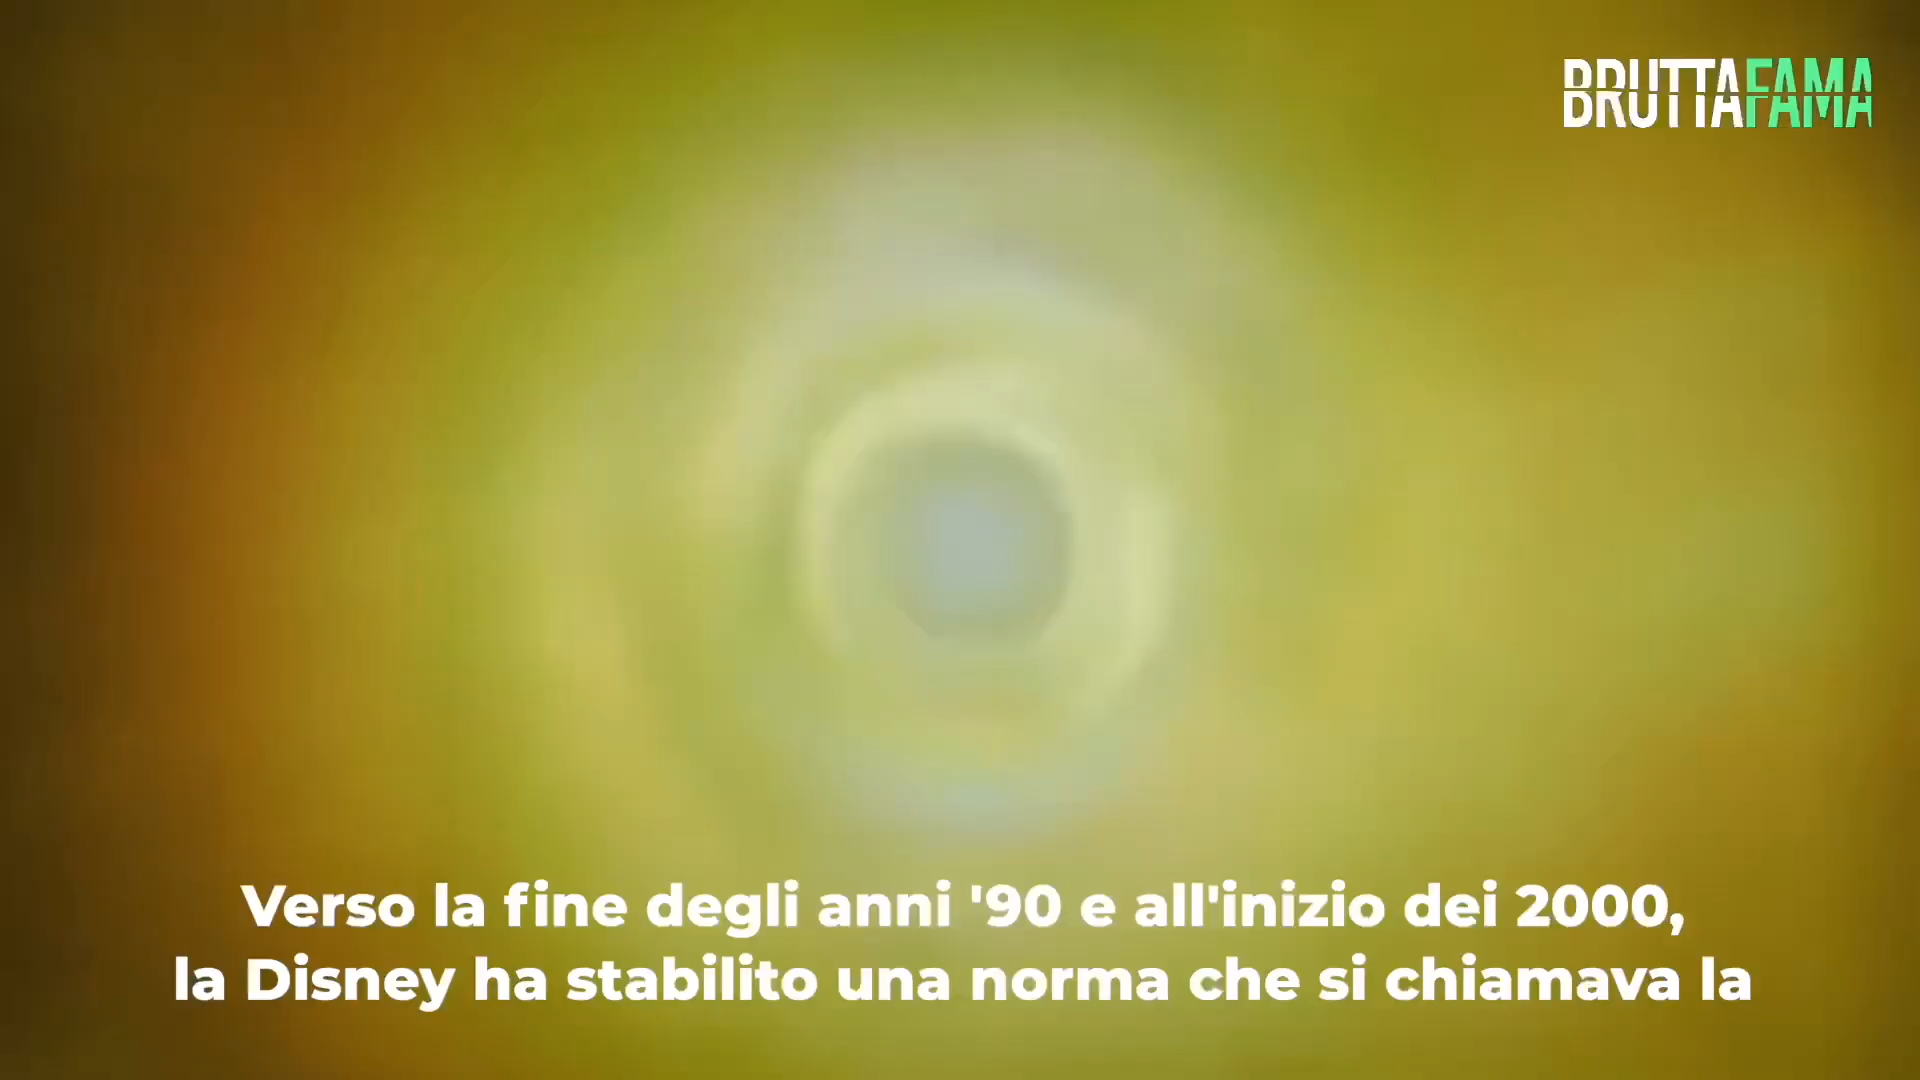 BRUTTAFAMA
Verso la fine degli anni '90 e all'inizio dei 2000,
la Disney ha stabilito una norma che si chiamava la